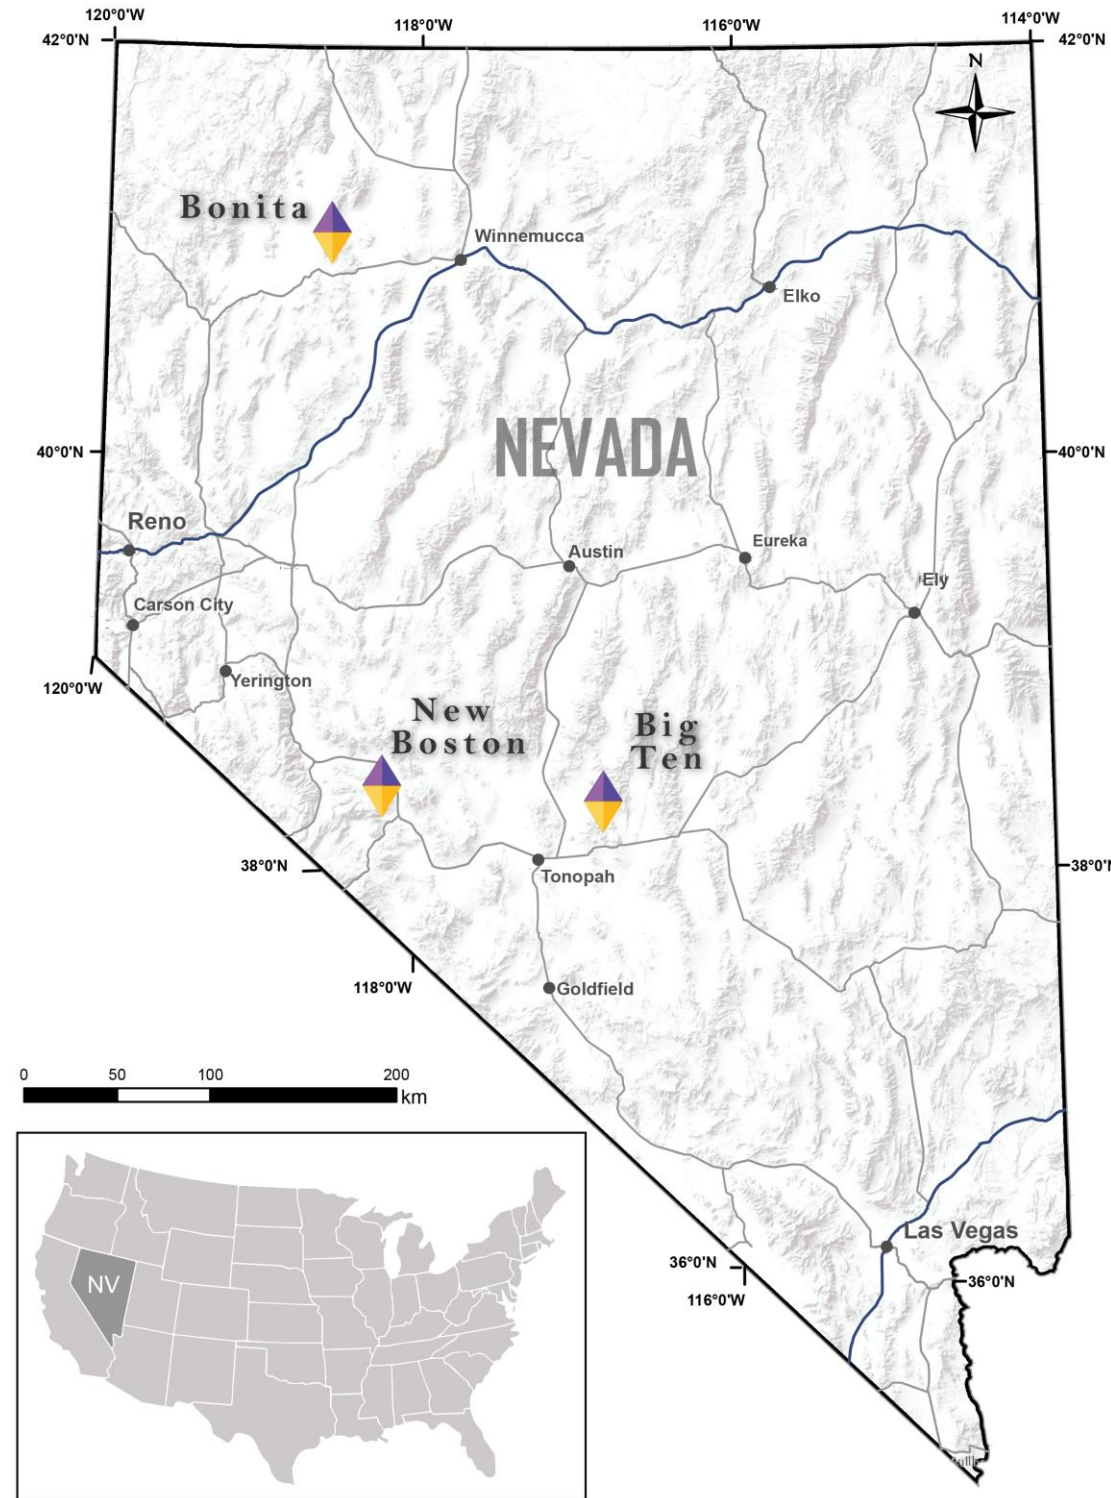 120°0'W
118°0'W
116°0'W
114°0'W
42°0'N
42°0'N
N
Bonita
Winnemucca
Elko
NEVADA
40°0'N
40°0'N
Reno
Austin
Eureka
Ely
Carson City
Yerington
120°0'W
New
Boston
Big
Ten
38°0'N
38°0'N
Tonopah
118°0'W
Goldfield
0 50 100 200
km
Las Vegas
36°0'N
36°0'N
116°0'W
NV